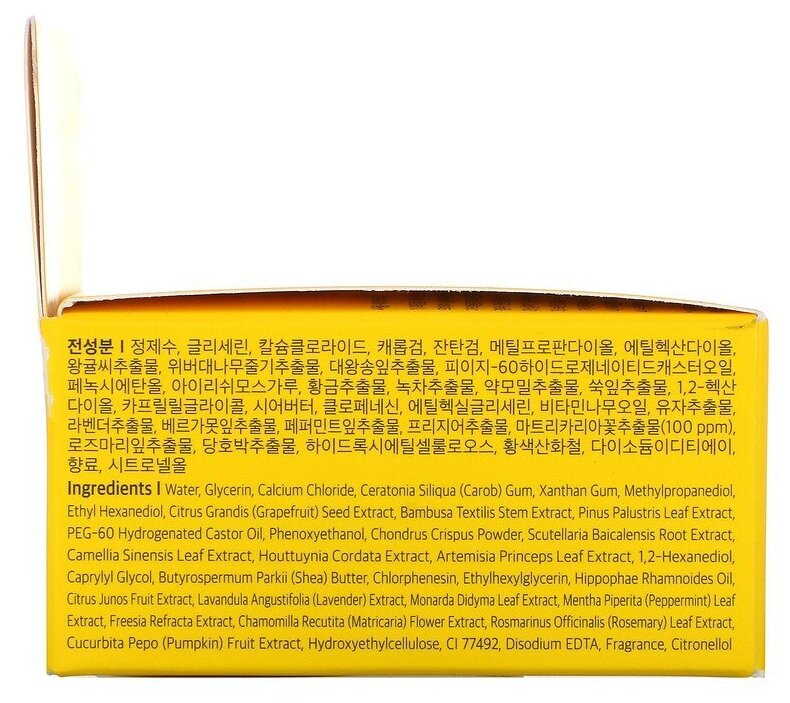 전성분 | 정제수, 글리세린, 칼슘클로라이드, 캐롭검, 잔탄검, 메틸프로판다이올, 에틸헥산다이올,
왕귤씨추출물, 위버대나무줄기추출물, 대왕송잎추출물, 피이지-60하이드로제네이티드캐스터오일,
페녹시에탄올, 아이리쉬모스가루, 황금추출물, 녹차추출물, 약모밀추출물, 쑥잎추출물, 1,2-헥산
다이올, 카프릴릴글라이콜, 시어버터, 클로페네신, 에틸헥실글리세린, 비타민나무오일, 유자추출물,
라벤더추출물, 베르가못잎추출물, 페퍼민트잎추출물, 프리지어추출물, 마트리카리아꽃추출물(100 ppm),
로즈마리잎추출물, 당호박추출물, 하이드록시에틸셀룰로오스, 황색산화철, 다이소듐이디티에이,
향료, 시트로넬올
Ingredients | Water, Glycerin, Calcium Chloride, Ceratonia Siliqua (Carob) Gum, Xanthan Gum, Methylpropanediol,
Ethyl Hexanediol, Citrus Grandis (Grapefruit) Seed Extract, Bambusa Textilis Stem Extract, Pinus Palustris Leaf Extract,
PEG-60 Hydrogenated Castor Oil, Phenoxyethanol, Chondrus Crispus Powder, Scutellaria Baicalensis Root Extract,
Camellia Sinensis Leaf Extract, Houttuynia Cordata Extract, Artemisia Princeps Leaf Extract, 1,2-Hexanediol,
Caprylyl Glycol, Butyrospermum Parkii (Shea) Butter, Chlorphenesin, Ethylhexylglycerin, Hippophae Rhamnoides Oil,
Citrus Junos Fruit Extract, Lavandula Angustifolia (Lavender) Extract, Monarda Didyma Leaf Extract, Mentha Piperita (Peppermint) Leaf
Extract, Freesia Refracta Extract, Chamomilla Recutita (Matricaria) Flower Extract, Rosmarinus Officinalis (Rosemary) Leaf Extract,
Cucurbita Pepo (Pumpkin) Fruit Extract, Hydroxyethylcellulose, CI 77492, Disodium EDTA, Fragrance, Citronellol